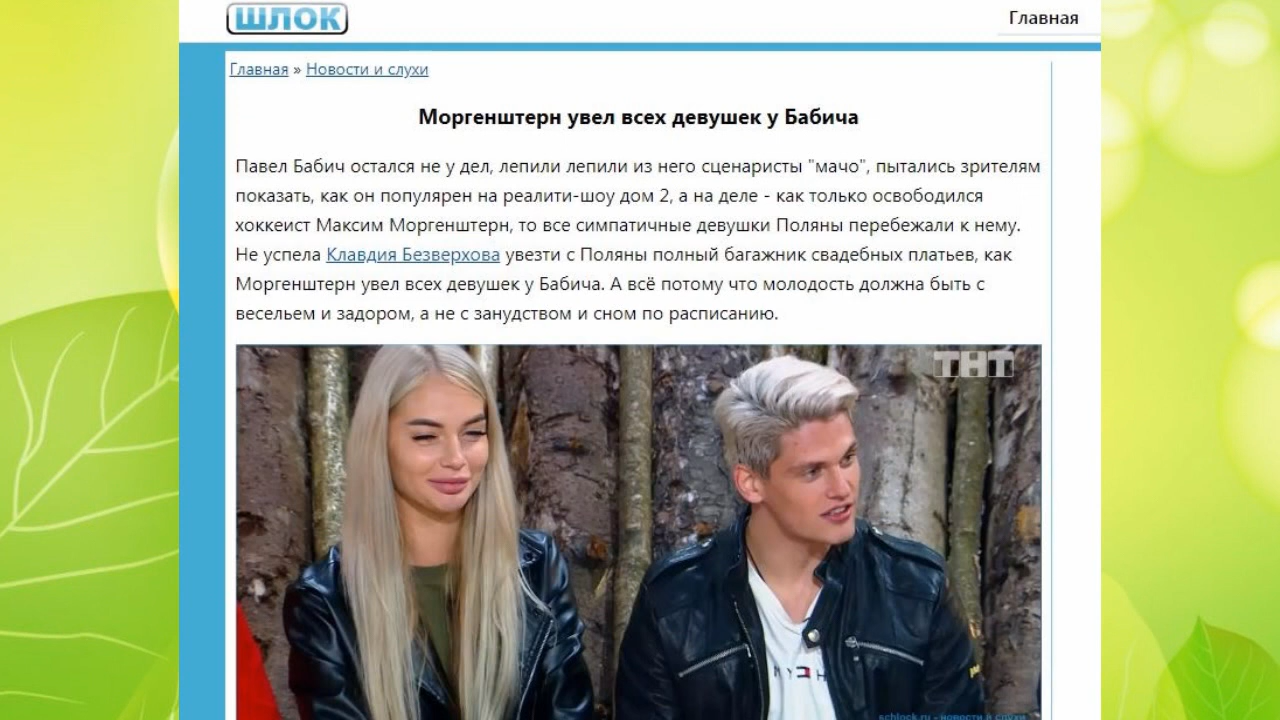 ШЛОК
Главная
Главная » Новости и слухи
Моргенштерн увел всех девушек у Бабича
Павел Бабич остался не у дел, лепили лепили из него сценаристы "мачо", пытались зрителям
показать, как он популярен на реалити-шоу дом 2, а на деле - как только освободился
хоккеист Максим Моргенштерн, то все симпатичные девушки Поляны перебежали к нему.
Не успела Клавдия Безверхова увезти с Поляны полный багажник свадебных платьев, как
Моргенштерн увел всех девушек у Бабича. А всё потому что молодость должна быть с
весельем и задором, а не с занудством и сном по расписанию.
ТНТ
schlock.ru - новости и слухи